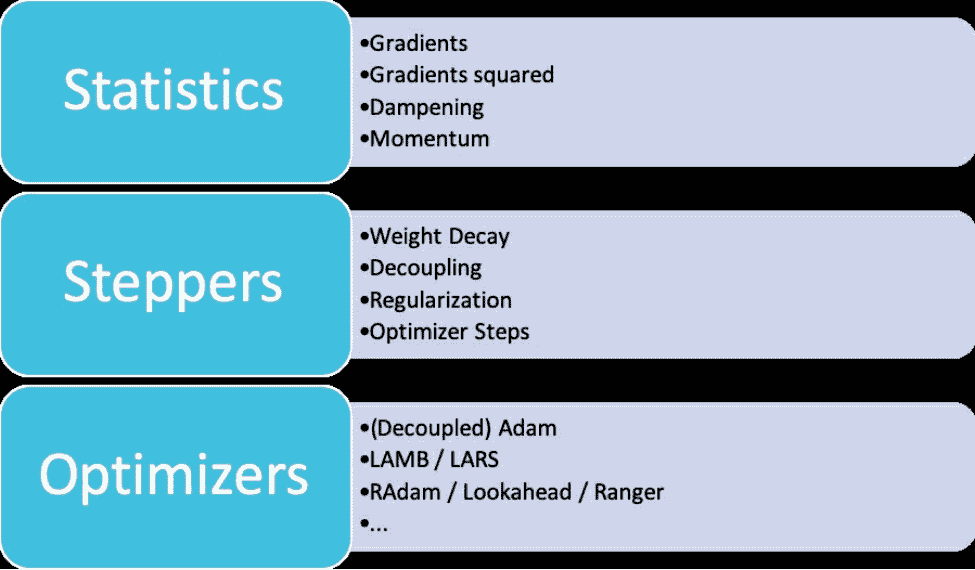 Statistics
•Gradients
•Gradients squared
•Dampening
•Momentum
Steppers
•Weight Decay
•Decoupling
•Regularization
•Optimizer Steps
Optimizers
•(Decoupled) Adam
•LAMB / LARS
•RAdam / Lookahead / Ranger
•...